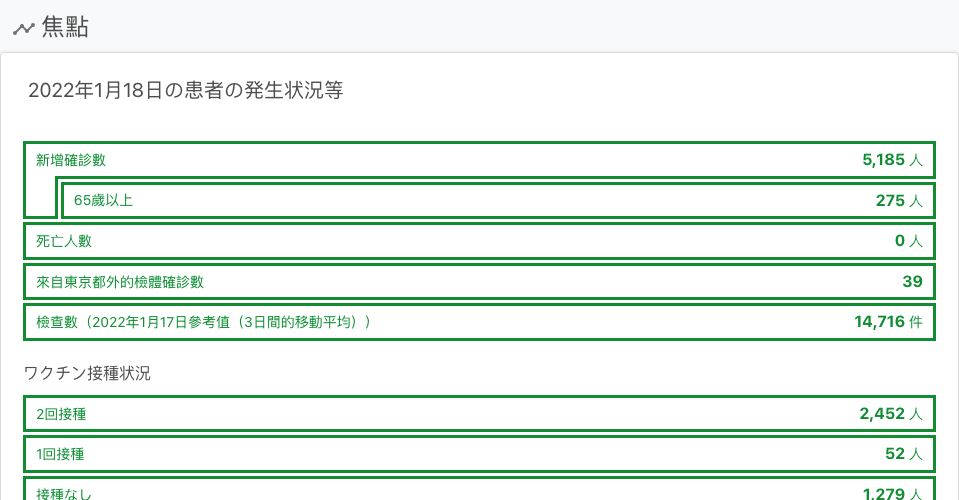 焦點
2022年1月18日の患者の発生状況等
新增確診數 5,185 人
65歲以上 275 人
死亡人數 0 人
來自東京都外的檢體確診數 39
檢查數（2022年1月17日參考值（3日間的移動平均）） 14,716 件
ワクチン接種状況
2回接種 2,452 人
1回接種 52 人
接種なし 1,279 人